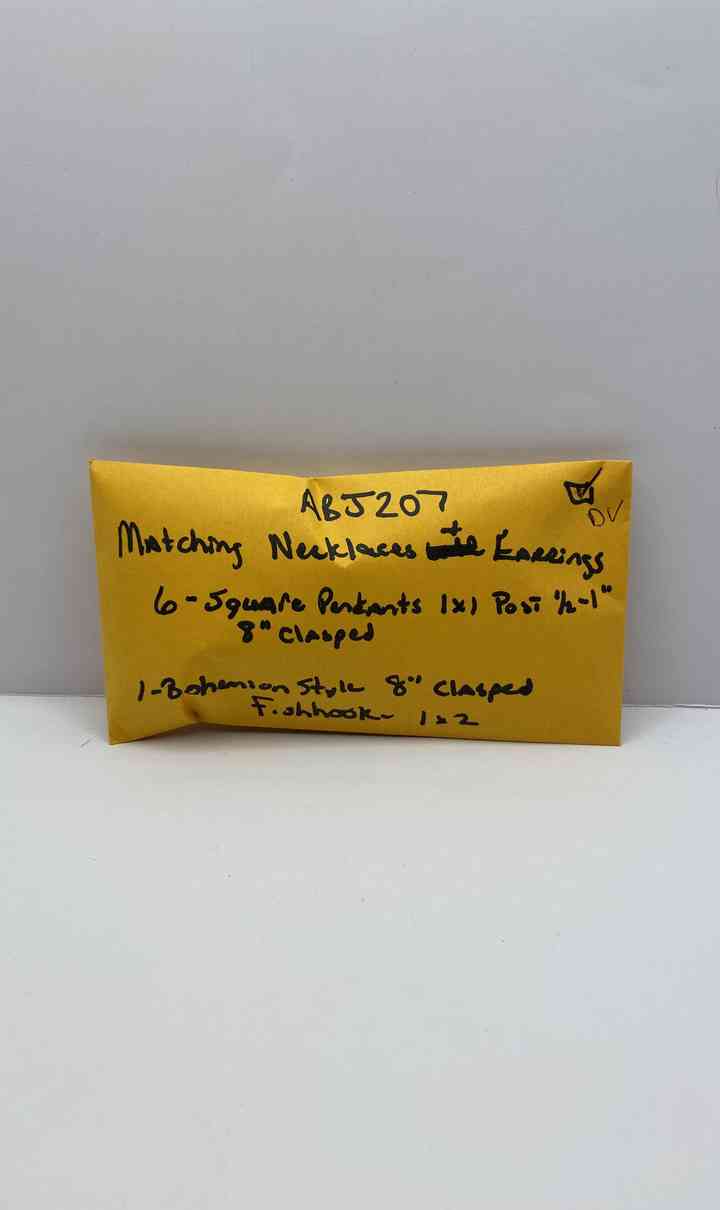 ABJ207
DV
Matching Necklaces + Earrings
6-Square Pendants 1x1 Post ½-1"
8" clasped
1-Bohemian Style 8" clasped
Fishhook- 1x2